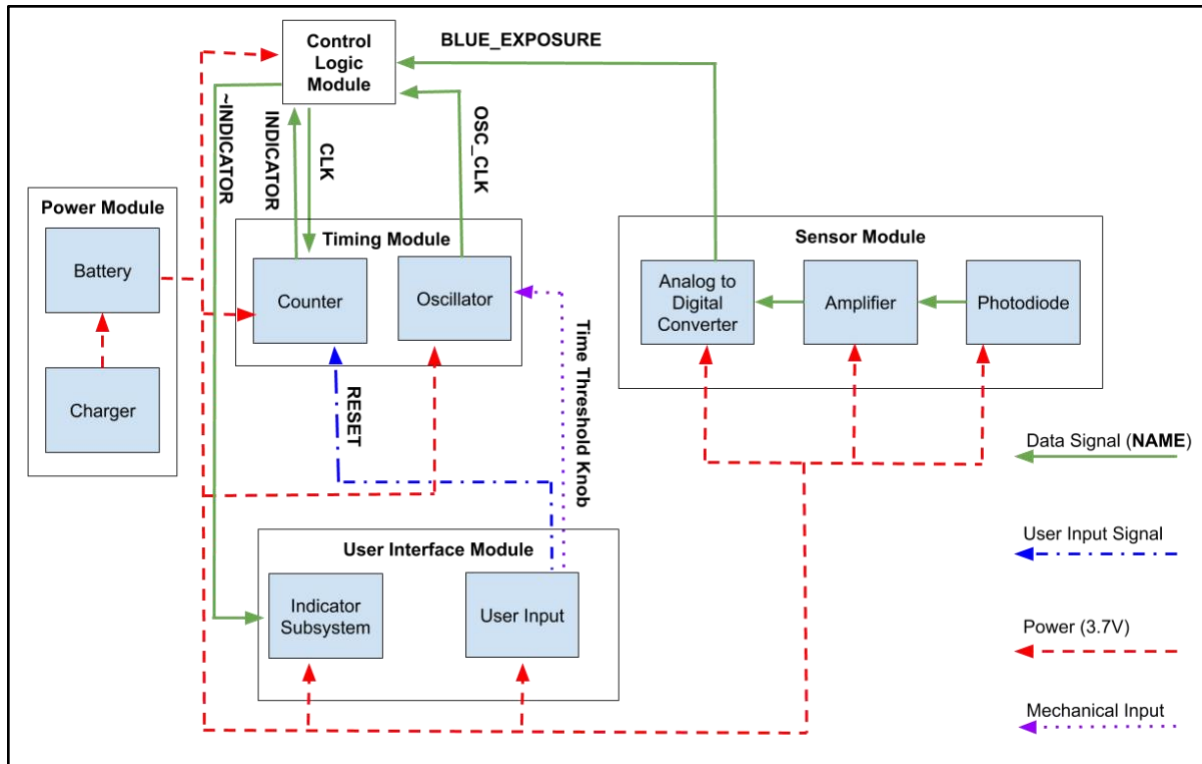 Control
Logic
Module
BLUE_EXPOSURE
~INDICATOR
INDICATOR
CLK
OSC_CLK
Power Module
Battery
Charger
Timing Module
Counter
Oscillator
Sensor Module
Analog to
Digital
Converter
Amplifier
Photodiode
RESET
Time Threshold Knob
User Interface Module
Indicator
Subsystem
User Input
Data Signal (NAME)
User Input Signal
Power (3.7V)
Mechanical Input